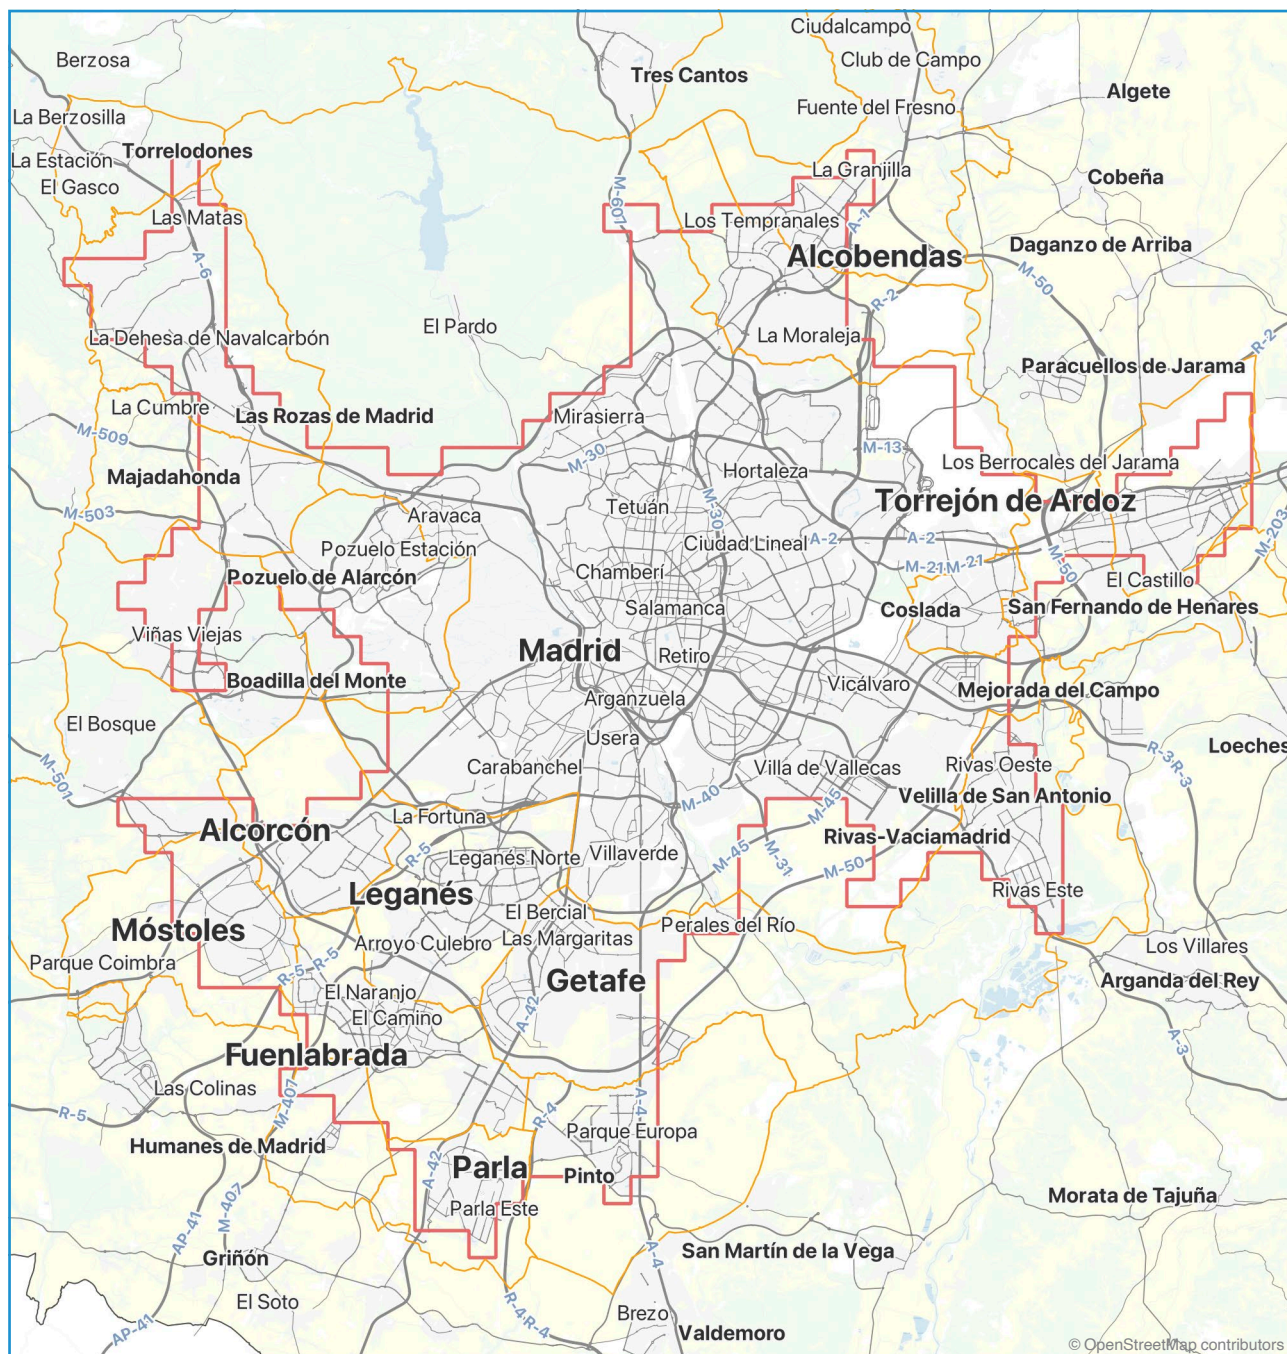 Ciudalcampo
Berzosa
Club de Campo
Tres Cantos
Algete
Fuente del Fresno
La Berzosilla
Torrelodones
La Estación
La Granjilla
Cobeña
El Gasco
M-607
Las Matas
Los Tempranales
A-1
Daganzo de Arriba
Alcobendas
A-6
M-50
R-2
El Pardo
La Moraleja
La Dehesa de Navalcarbón
R-2
Paracuellos de Jarama
La Cumbre
Las Rozas de Madrid
Mirasierra
M-509
M-13
M-30
Los Berrocales del Jarama
Hortaleza
Majadahonda
Torrejón de Ardoz
Tetuán
M-30
M-503
Aravaca
M-203
Ciudad Lineal
A-2
A-2
Pozuelo Estación
M-21
M-21
M-50
Chamberí
Pozuelo de Alarcón
El Castillo
Salamanca
Coslada
San Fernando de Henares
Viñas Viejas
Madrid
Retiro
Boadilla del Monte
Vicálvaro
Mejorada del Campo
Arganzuela
El Bosque
Usera
Loeches
R-3
R-3
Carabanchel
Villa de Vallecas
Rivas Oeste
M-501
M-40
M-45
Velilla de San Antonio
La Fortuna
Alcorcón
Rivas-Vaciamadrid
R-5
Leganés Norte
Villaverde
M-45
M-31
M-50
Leganés
Rivas Este
El Bercial
Móstoles
Perales del Río
Arroyo Culebro
Las Margaritas
Los Villares
Parque Coimbra
R-5
R-5
Getafe
Arganda del Rey
El Naranjo
A-42
El Camino
A-3
Fuenlabrada
Las Colinas
M-407
A-4
R-5
R-4
Humanes de Madrid
Parque Europa
A-42
Parla
Pinto
M-407
Parla Este
Morata de Tajuña
AP-41
Griñón
A-4
San Martín de la Vega
El Soto
R-4
R-4
Brezo
AP-41
Valdemoro
© OpenStreetMap contributors